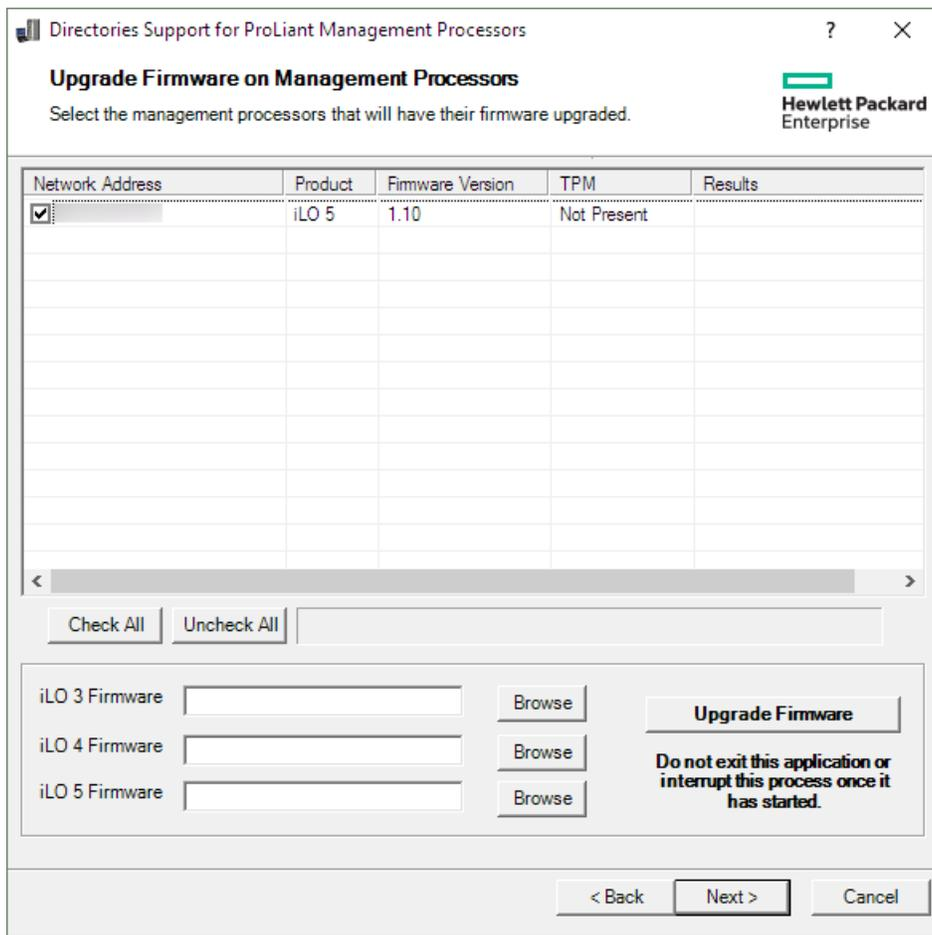 Directories Support for ProLiant Management Processors
?
Upgrade Firmware on Management Processors
Select the management processors that will have their firmware upgraded.
Hewlett Packard
Enterprise
Network Address Product Firmware Version TPM Results
iLO 5 1.10 Not Present
Check All Uncheck All
iLO 3 Firmware Browse
iLO 4 Firmware Browse
iLO 5 Firmware Browse
Upgrade Firmware
Do not exit this application or
interrupt this process once it
has started.
< Back Next > Cancel